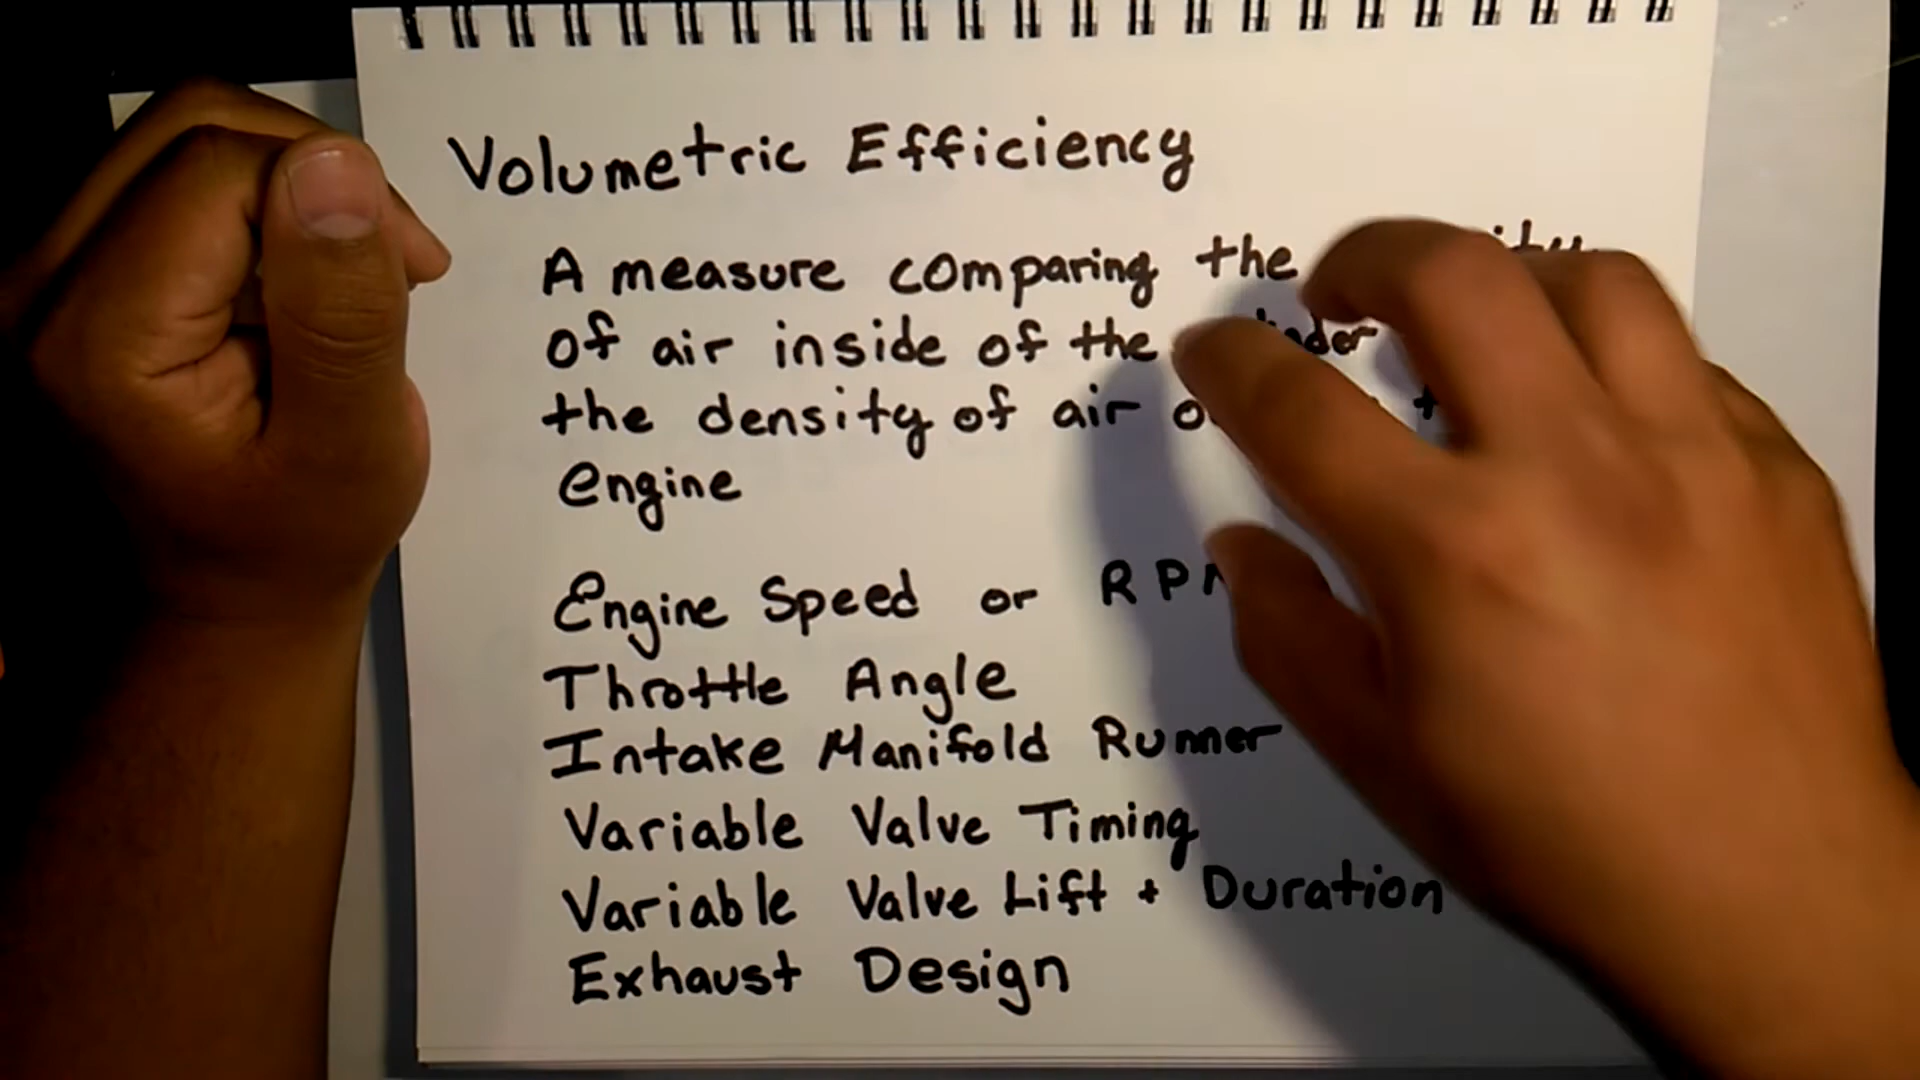 Volumetric Efficiency
A measure comparing the
of air inside of the
the density of air
engine
Engine Speed or RPM
Throttle Angle
Intake Manifold Runner
Variable Valve Timing
Variable Valve Lift + Duration
Exhaust Design